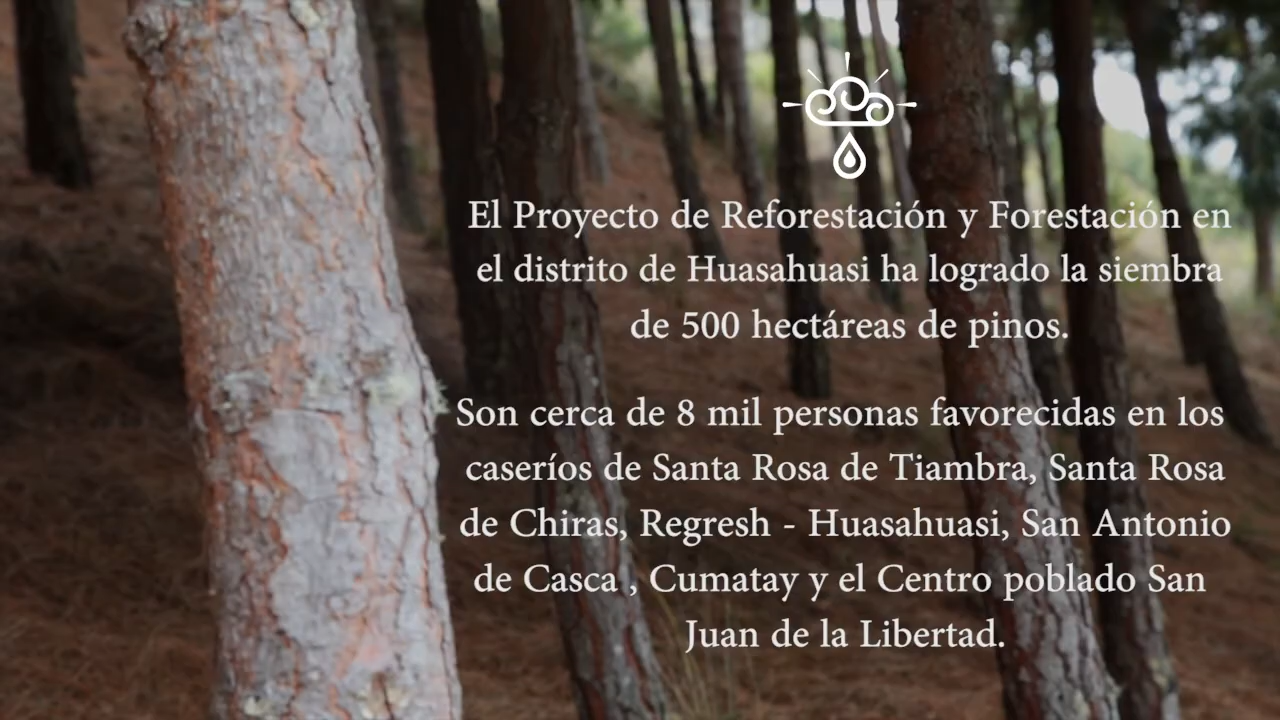 El Proyecto de Reforestación y Forestación en
el distrito de Huasahuasi ha logrado la siembra
de 500 hectáreas de pinos.
Son cerca de 8 mil personas favorecidas en los
caseríos de Santa Rosa de Tiambra, Santa Rosa
de Chiras, Regresh - Huasahuasi, San Antonio
de Casca , Cumatay y el Centro poblado San
Juan de la Libertad.